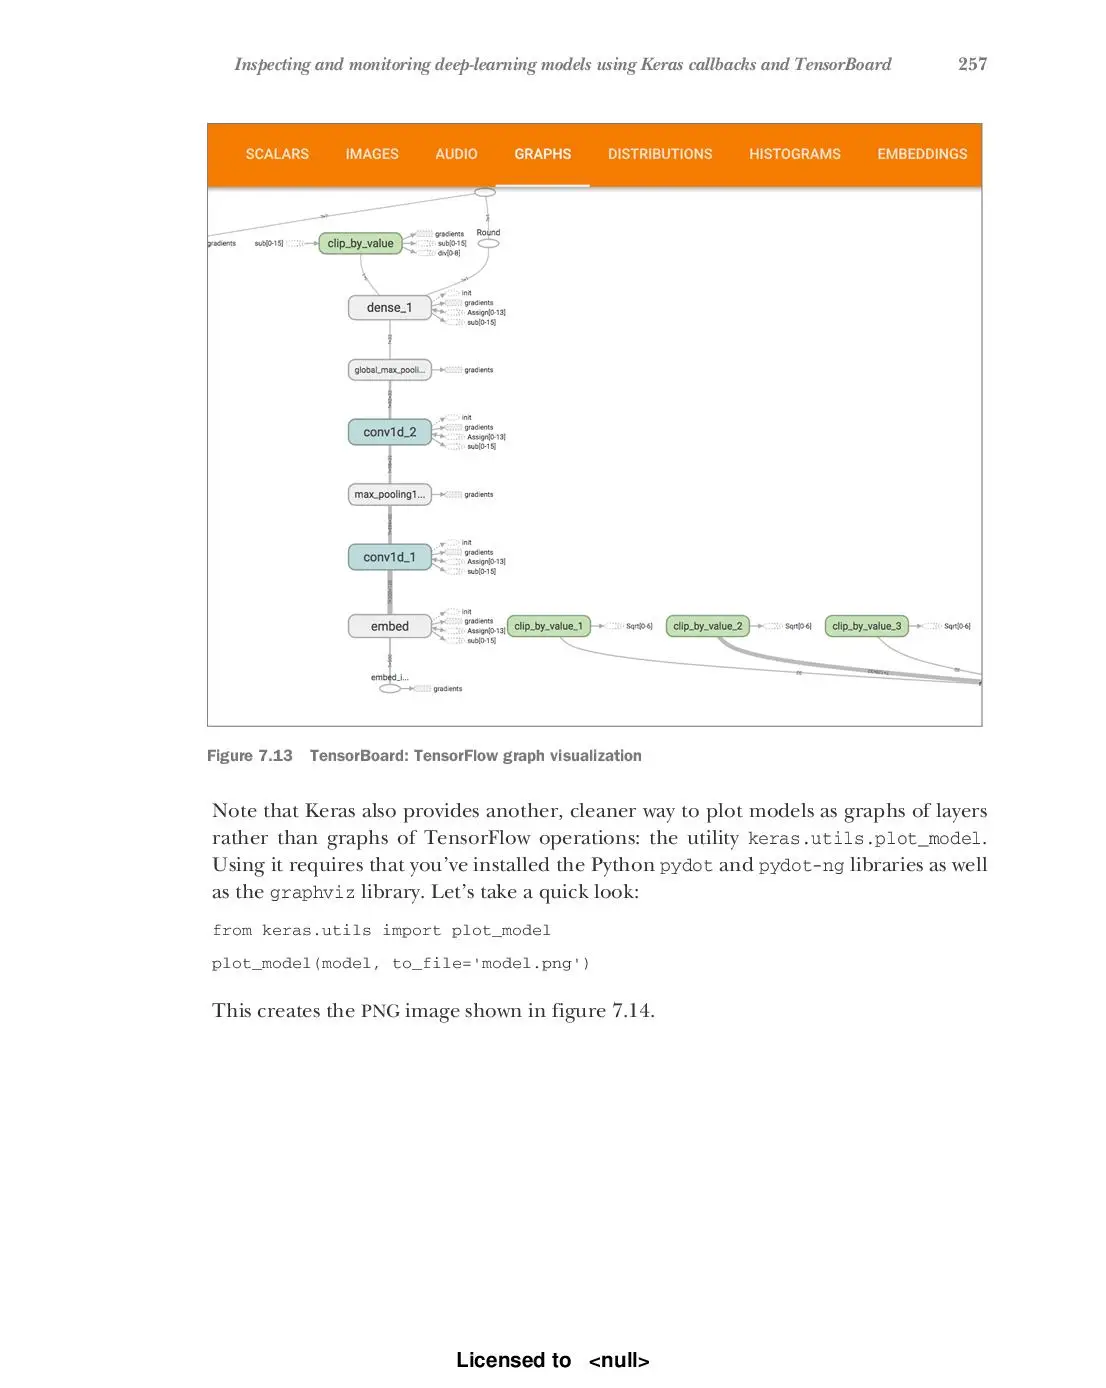 Inspecting and monitoring deep-learning models using Keras callbacks and TensorBoard 257
SCALARS IMAGES AUDIO GRAPHS DISTRIBUTIONS HISTOGRAMS EMBEDDINGS
gradients
sub[0-15]
clip_by_value
gradients
sub[0-15]
div[0-8]
Round
dense_1
init
gradients
Assign[0-13]
sub[0-15]
global_max_pooli...
gradients
conv1d_2
init
gradients
Assign[0-13]
sub[0-15]
max_pooling1...
gradients
conv1d_1
init
gradients
Assign[0-13]
sub[0-15]
embed
init
gradients
Assign[0-13]
sub[0-15]
clip_by_value_1
Sqrt[0-6]
clip_by_value_2
Sqrt[0-6]
clip_by_value_3
Sqrt[0-6]
embed_i...
gradients
Figure 7.13 TensorBoard: TensorFlow graph visualization
Note that Keras also provides another, cleaner way to plot models as graphs of layers
rather than graphs of TensorFlow operations: the utility keras.utils.plot_model.
Using it requires that you’ve installed the Python pydot and pydot-ng libraries as well
as the graphviz library. Let’s take a quick look:
from keras.utils import plot_model
plot_model(model, to_file='model.png')
This creates the PNG image shown in figure 7.14.
Licensed to <null>